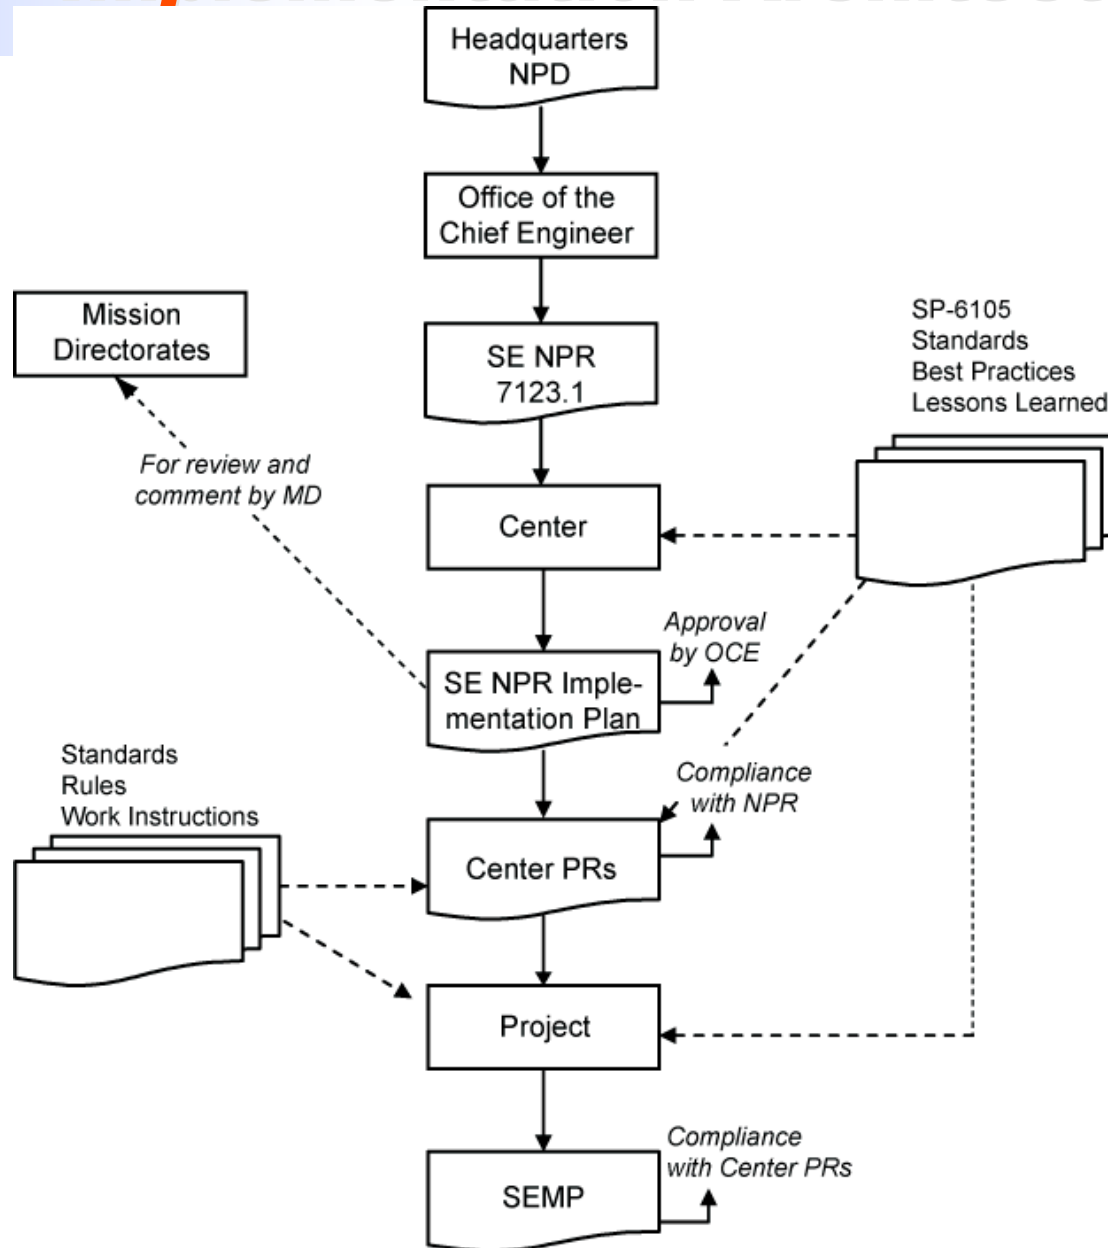 Headquarters
NPD
Office of the
Chief Engineer
Mission
Directorates
SE NPR
7123.1
SP-6105
Standards
Best Practices
Lessons Learned
For review and
comment by MD
Center
Approval
by OCE
SE NPR Imple-
mentation Plan
Standards
Rules
Work Instructions
Compliance
with NPR
Center PRs
Project
Compliance
with Center PRs
SEMP